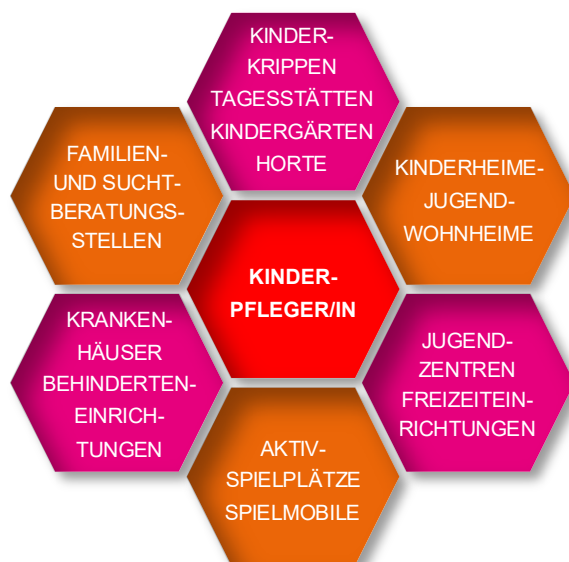 KINDER-
KRIPPEN
TAGESSTÄTTEN
KINDERGÄRTEN
HORTE
FAMILIEN-
UND SUCHT-
BERATUNGS-
STELLEN
KINDERHEIME-
JUGEND-
WOHNHEIME
KINDER-
PFLEGER/IN
KRANKEN-
HÄUSER
BEHINDERTEN-
EINRICH-
TUNGEN
JUGEND-
ZENTREN
FREIZEITEIN-
RICHTUNGEN
AKTIV-
SPIELPLÄTZE
SPIELMOBILE